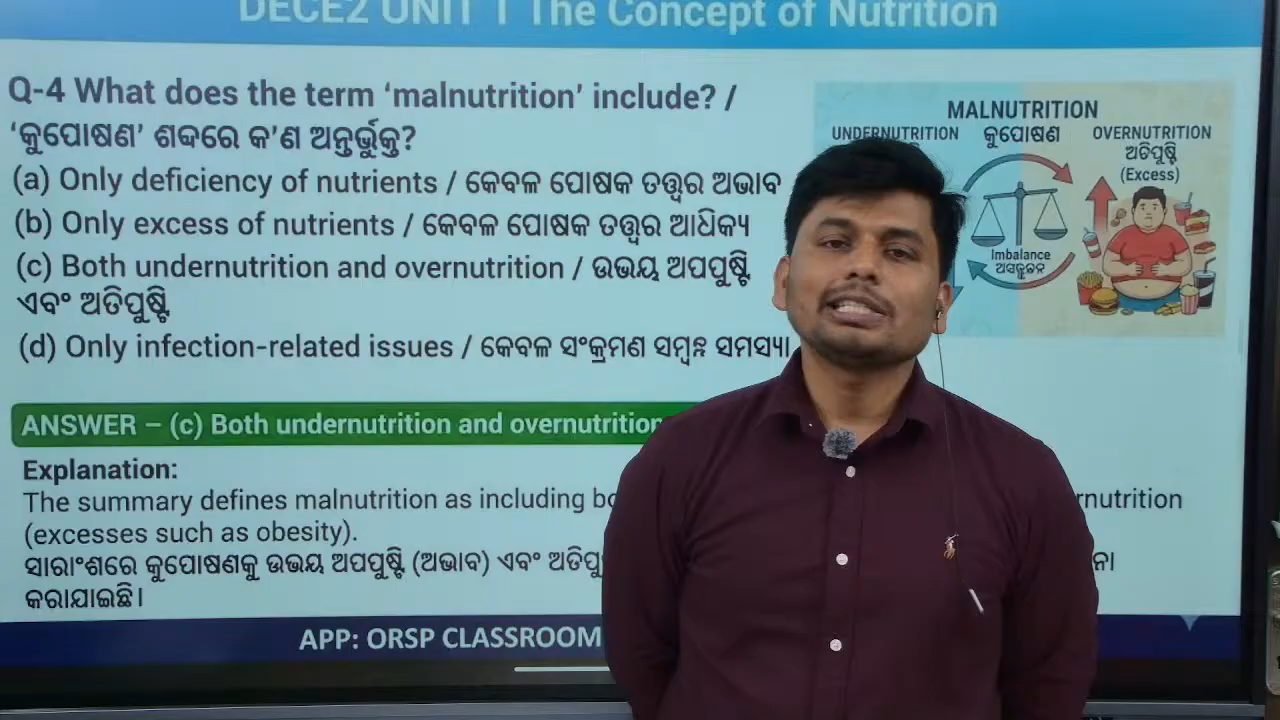 DECE2 UNIT 1 The Concept of Nutrition
Q-4 What does the term ‘malnutrition’ include? /
‘କୁପୋଷଣ’ ଶବ୍ଦରେ କ’ଣ ଅନ୍ତର୍ଭୁକ୍ତ?
(a) Only deficiency of nutrients / କେବଳ ପୋଷକ ତତ୍ତ୍ୱର ଅଭାବ
(b) Only excess of nutrients / କେବଳ ପୋଷକ ତତ୍ତ୍ୱର ଆଧିକ୍ୟ
(c) Both undernutrition and overnutrition / ଉଭୟ ଅପପୁଷ୍ଟି
ଏବଂ ଅତିପୁଷ୍ଟି
(d) Only infection-related issues / କେବଳ ସଂକ୍ରମଣ ସମ୍ବନ୍ଧ ସମସ୍ୟା
MALNUTRITION
UNDERNUTRITION
କୁପୋଷଣ
OVERNUTRITION
ଅତିପୁଷ୍ଟି
(Excess)
Imbalance
ANSWER – (c) Both undernutrition and overnutrition
Explanation:
The summary defines malnutrition as including
(excesses such as obesity).
ସାରାଂଶରେ କୁପୋଷଣକୁ ଉଭୟ ଅପପୁଷ୍ଟି (ଅଭାବ) ଏବଂ
କରାଯାଇଛି।
APP: ORSP CLASSROOM